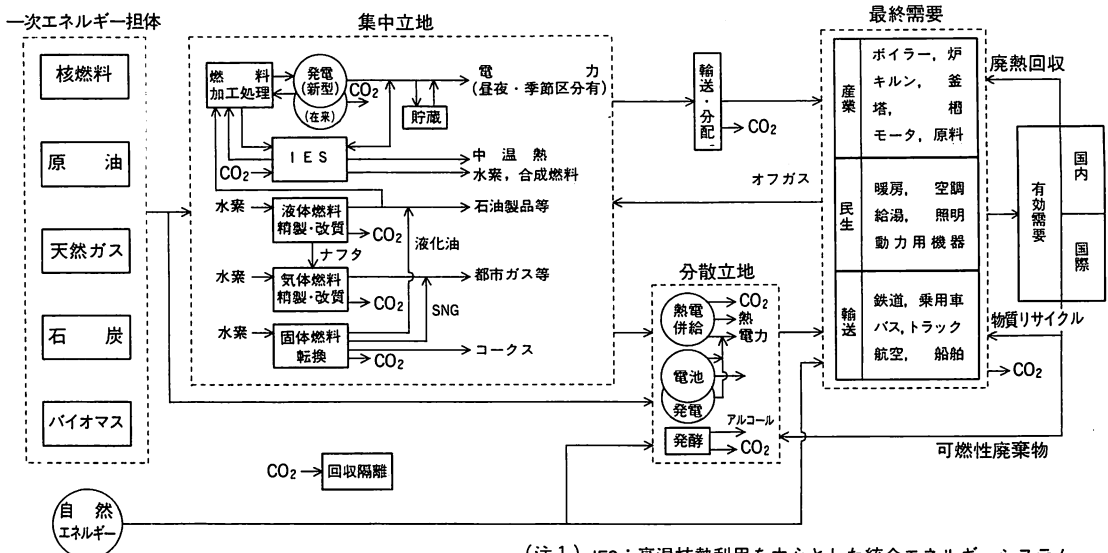 一次エネルギー担体
核燃料
原　油
天然ガス
石　炭
バイオマス
自　然
エネルギー
集中立地
燃　料
加工処理
発電
(新型)
(在来)
CO2
貯蔵
電　力
(昼夜・季節区分有)
IES
CO2
中　温　熱
水素，合成燃料
水素
液体燃料
精製・改質
CO2
石油製品等
ナフタ
液化油
水素
気体燃料
精製・改質
CO2
都市ガス等
SNG
水素
固体燃料
転換
CO2
コークス
CO2
回収隔離
輸送・分配
CO2
オフガス
分散立地
熱電
併給
CO2
熱
電力
電池
発電
発酵
アルコール
CO2
最終需要
産業
ボイラー，炉
キルン，釜
塔，槽
モータ，原料
民生
暖房，空調
給湯，照明
動力用機器
輸送
鉄道，乗用車
バス，トラック
航空，船舶
廃熱回収
有効需要
国内
国際
物質リサイクル
CO2
可燃性廃棄物